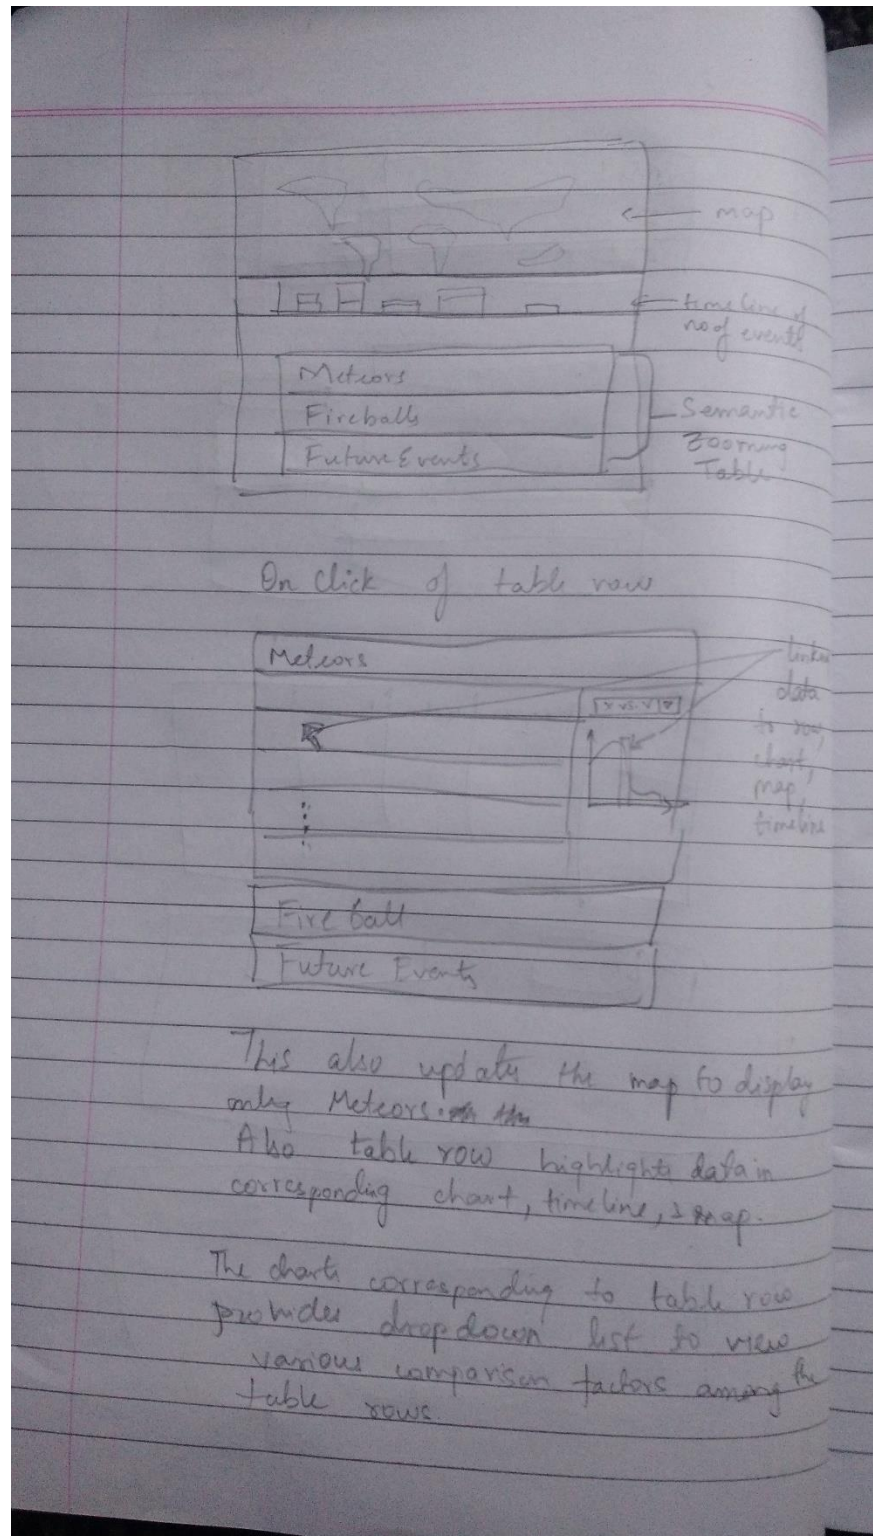 map
timeline of
no of events
Meteors
Fireballs
Future Events
Semantic
Zooming
Table
On click of table row
Meteors
X vs. Y
linked
data
to row,
chart,
map,
timeline
Fire ball
Future Events
This also updates the map to display
only Meteors.
Also table row highlights data in
corresponding chart, timeline, & map.
The charts corresponding to table row
provides drop down list to view
various comparison factors among the
table rows.